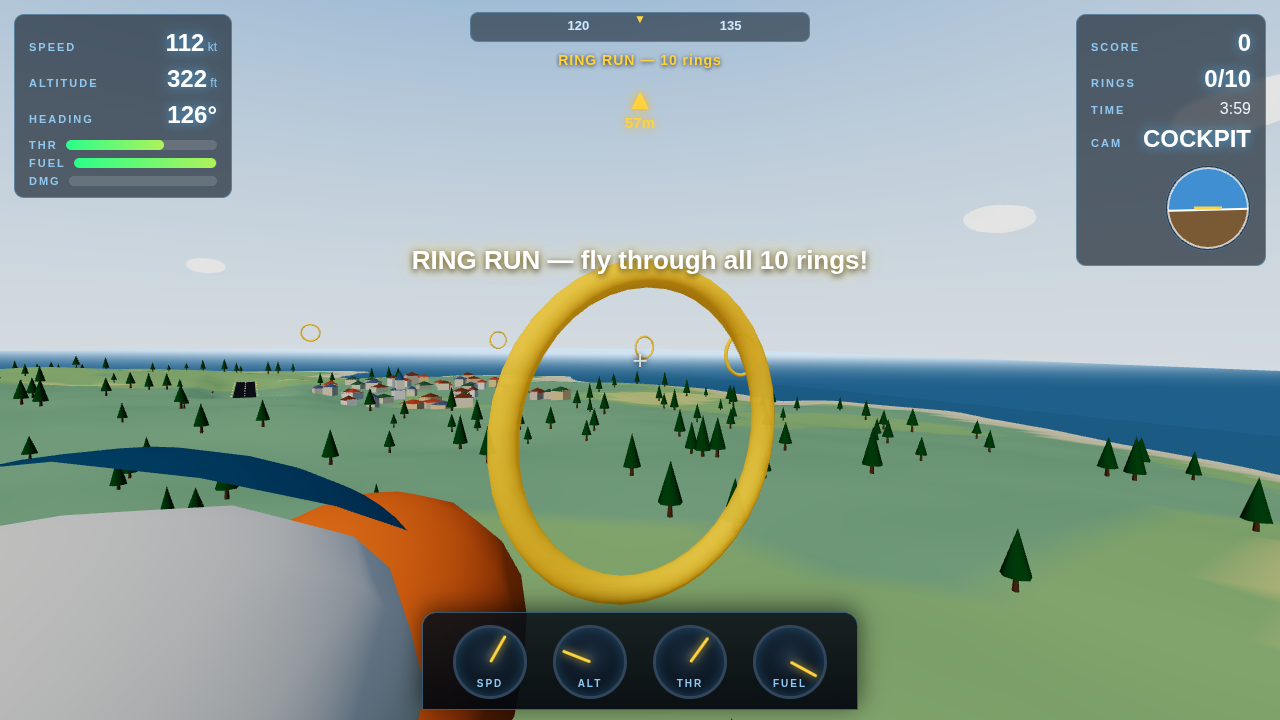 SPEED 112 kt
ALTITUDE 322 ft
HEADING 126°
THR
FUEL
DMG
120 ▼ 135
RING RUN — 10 rings
▲
57m
SCORE 0
RINGS 0/10
TIME 3:59
CAM COCKPIT
RING RUN — fly through all 10 rings!
SPD ALT THR FUEL